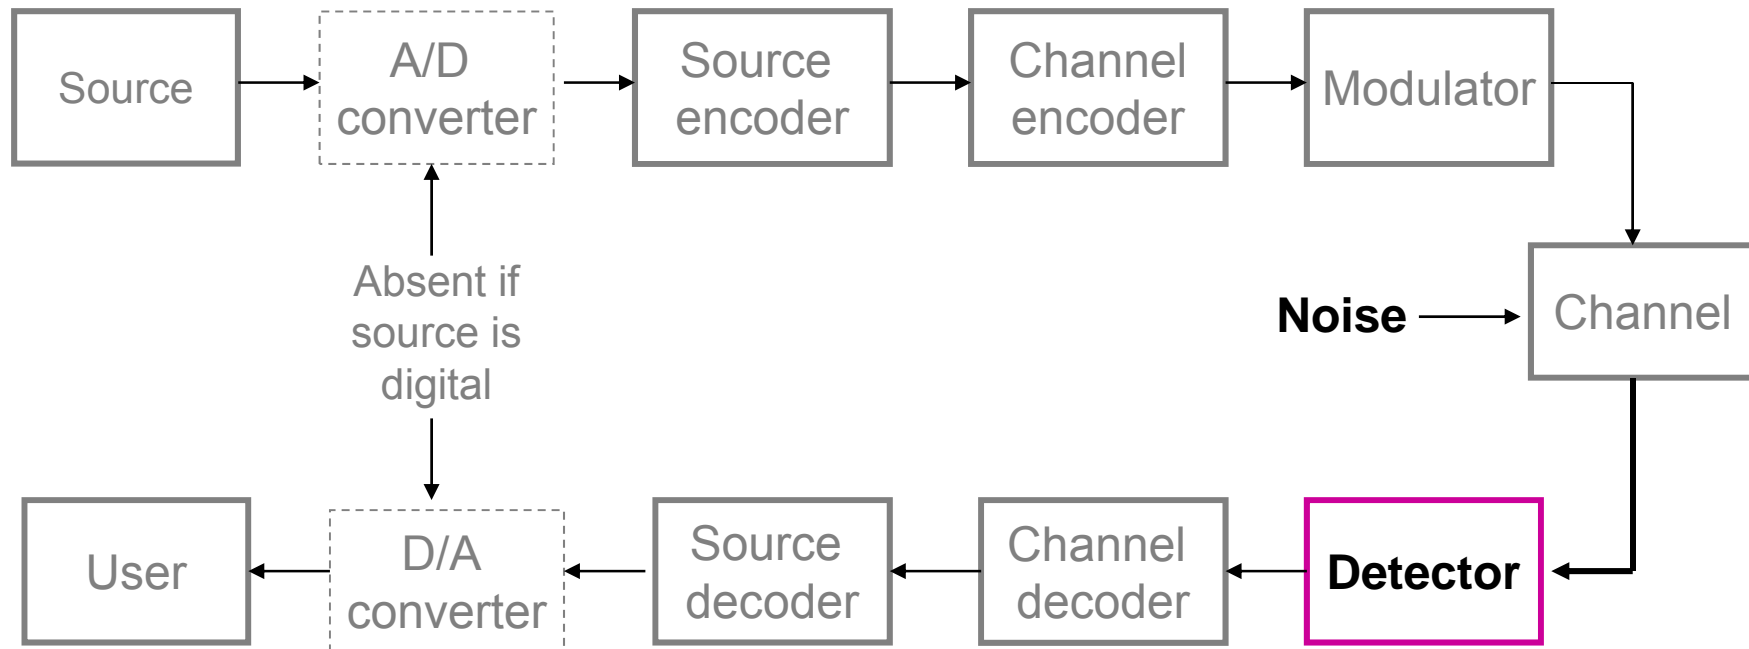 Source
A/D
converter
Source
encoder
Channel
encoder
Modulator
Absent if
source is
digital
Noise
Channel
User
D/A
converter
Source
decoder
Channel
decoder
Detector